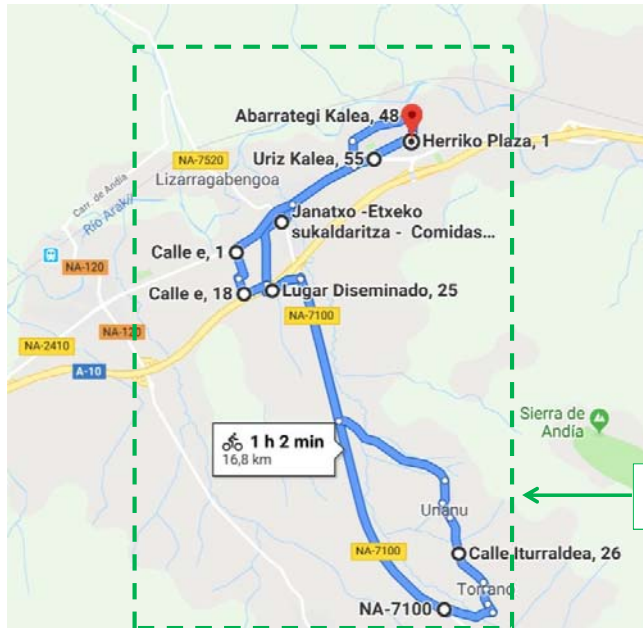 Abarrategi Kalea, 48
Herriko Plaza, 1
NA-7520
Uriz Kalea, 55
Lizarragabengoa
Carr. de Andía
Río Arakil
Janatxo -Etxeko
sukaldaritza - Comidas...
Calle e, 1
NA-120
Calle e, 18
Lugar Diseminado, 25
NA-7100
NA-120
NA-2410
A-10
Sierra de
Andía
1 h 2 min
16,8 km
Unanu
NA-7100
Calle Iturraldea, 26
Torrano
NA-7100